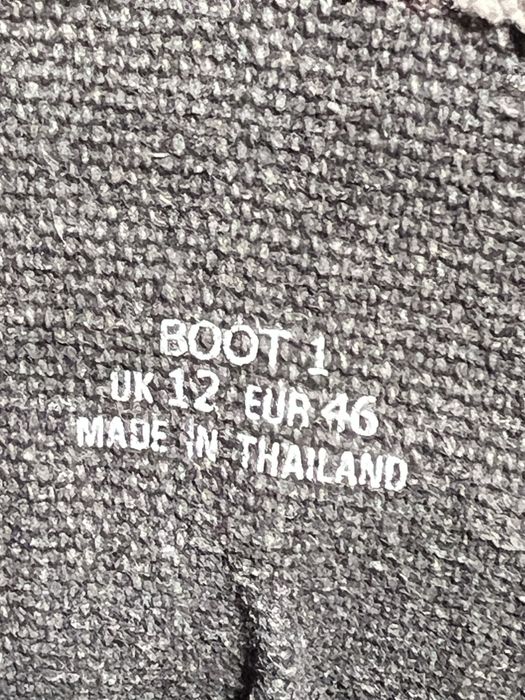 BOOT 1
UK 12 EUR 46
MADE IN THAILAND